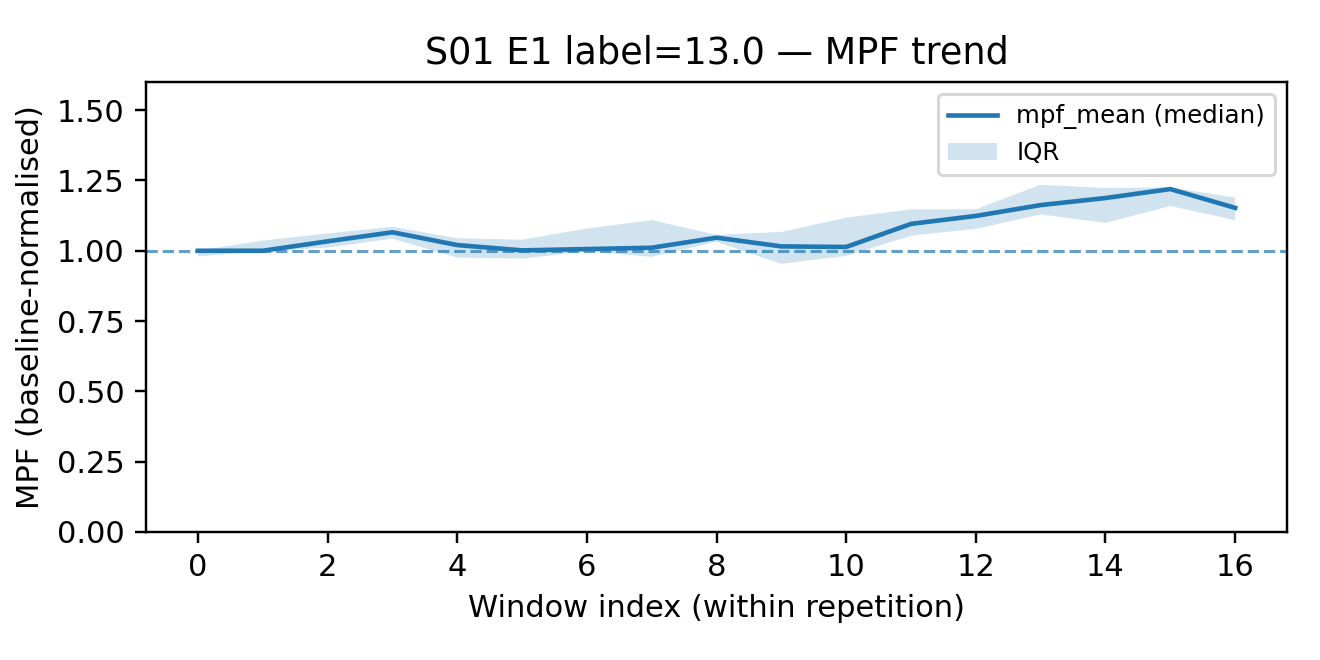 S01 E1 label=13.0 — MPF trend
mpf_mean (median)
IQR
MPF (baseline-normalised)
1.50
1.25
1.00
0.75
0.50
0.25
0.00
0 2 4 6 8 10 12 14 16
Window index (within repetition)